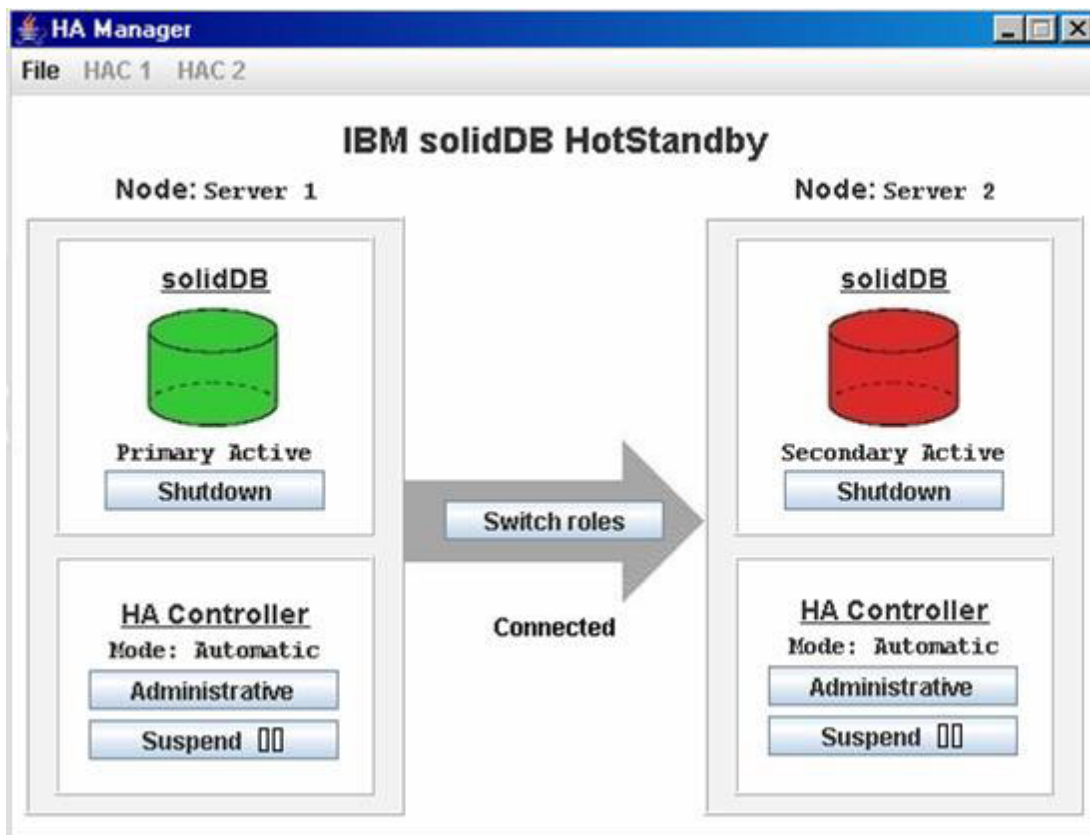 HA Manager
File HAC 1 HAC 2
IBM solidDB HotStandby
Node: Server 1
solidDB
Primary Active
Shutdown
HA Controller
Mode: Automatic
Administrative
Suspend
Switch roles
Connected
Node: Server 2
solidDB
Secondary Active
Shutdown
HA Controller
Mode: Automatic
Administrative
Suspend